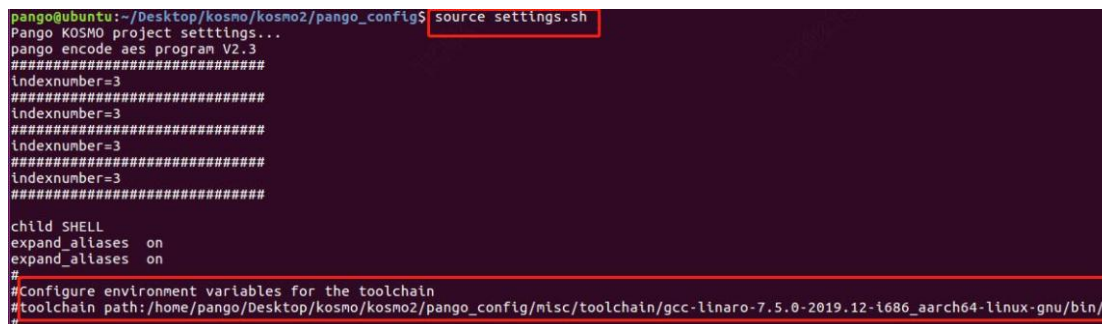 pango@ubuntu:~/Desktop/kosmo/kosmo2/pango_config$ source settings.sh
Pango KOSMO project setttings...
pango encode aes program V2.3
##############################
indexnumber=3
##############################
indexnumber=3
##############################
indexnumber=3
##############################
indexnumber=3
##############################

child SHELL
expand_aliases  on
expand_aliases  on
#
#Configure environment variables for the toolchain
#toolchain path:/home/pango/Desktop/kosmo/kosmo2/pango_config/misc/toolchain/gcc-linaro-7.5.0-2019.12-i686_aarch64-linux-gnu/bin/
#